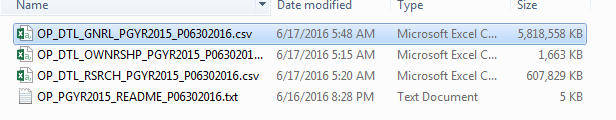 Name Date modified Type Size
OP_DTL_GNRL_PGYR2015_P06302016.csv 6/17/2016 5:48 AM Microsoft Excel C... 5,818,558 KB
OP_DTL_OWNRSHP_PGYR2015_P0630201... 6/17/2016 5:15 AM Microsoft Excel C... 1,663 KB
OP_DTL_RSRCH_PGYR2015_P06302016.csv 6/17/2016 5:20 AM Microsoft Excel C... 607,829 KB
OP_PGYR2015_README_P06302016.txt 6/16/2016 8:28 PM Text Document 5 KB